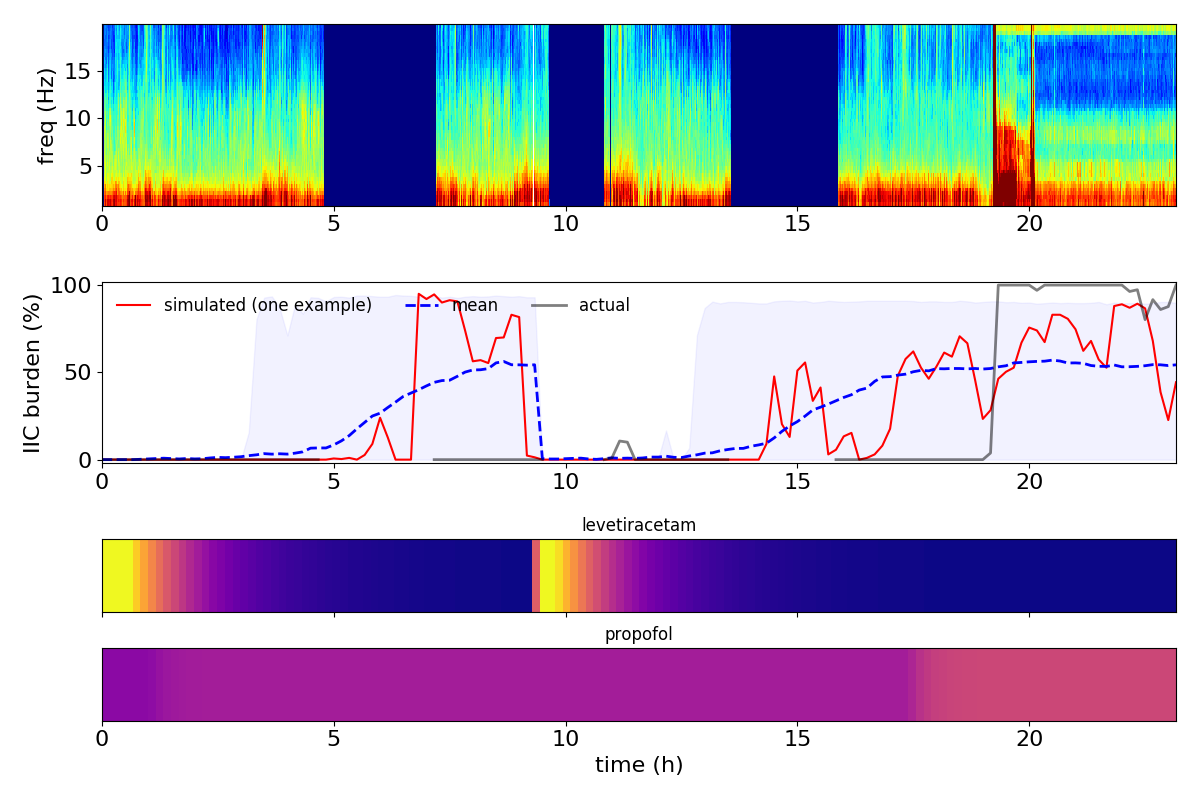 freq (Hz)
15
10
5
0 5 10 15 20
IIC burden (%)
100
50
0
simulated (one example) mean actual
0 5 10 15 20
levetiracetam
propofol
0 5 10 15 20
time (h)